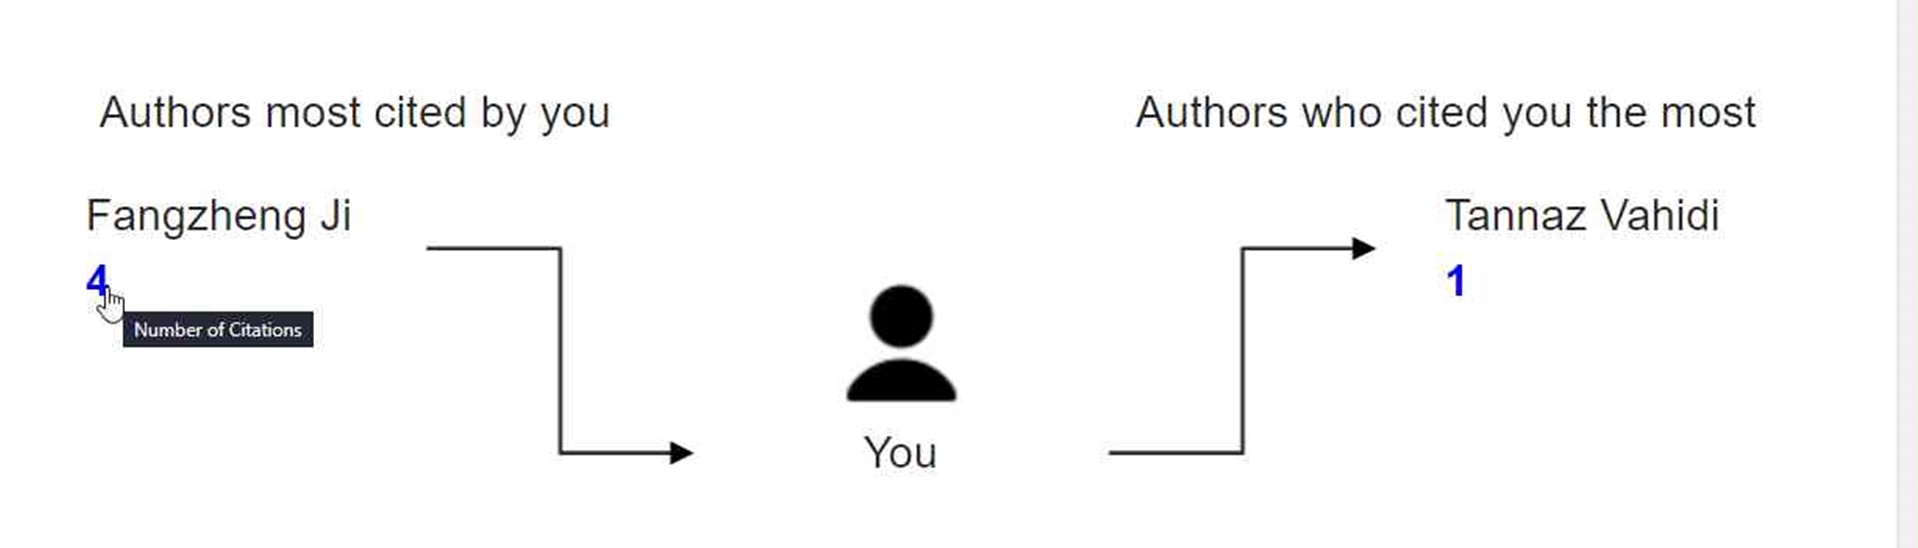 Authors most cited by you
Authors who cited you the most
Fangzheng Ji
4
Number of Citations
Tannaz Vahidi
1
You